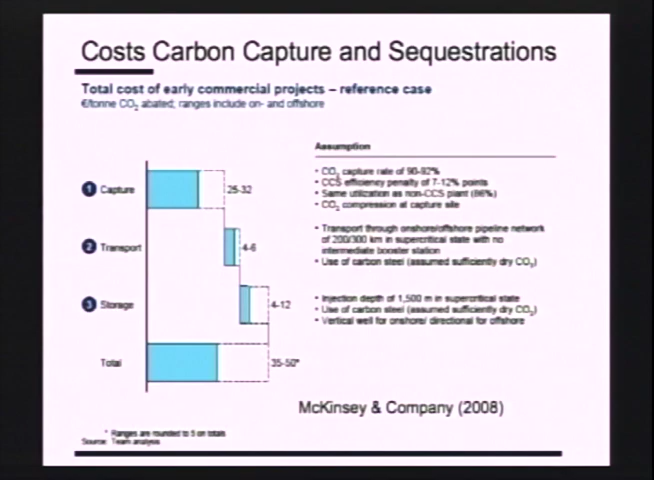 Costs Carbon Capture and Sequestrations
Total cost of early commercial projects – reference case
€/tonne CO₂ abated; ranges include on- and offshore
Assumption
1 Capture
25-32
• CO₂ capture rate of 90-92%
• CCS efficiency penalty of 7-12% points
• Same utilization as non-CCS plant (86%)
• CO₂ compression at capture site
2 Transport
4-6
• Transport through onshore/offshore pipeline network
of 200/300 km in supercritical state with no
intermediate booster station
• Use of carbon steel (assumed sufficiently dry CO₂)
3 Storage
4-12
• Injection depth of 1,500 m in supercritical state
• Use of carbon steel (assumed sufficiently dry CO₂)
• Vertical well for onshore/ directional for offshore
Total
35-50*
McKinsey & Company (2008)
* Ranges are rounded to 5 on totals
Source: Team analysis